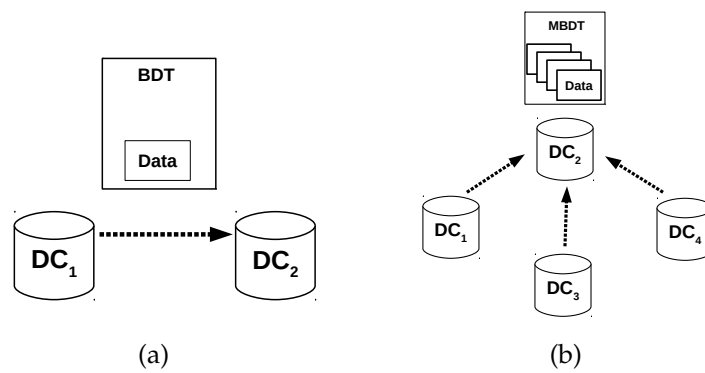 BDT
Data
DC₁
DC₂
(a)
MBDT
Data
DC₂
DC₁
DC₄
DC₃
(b)